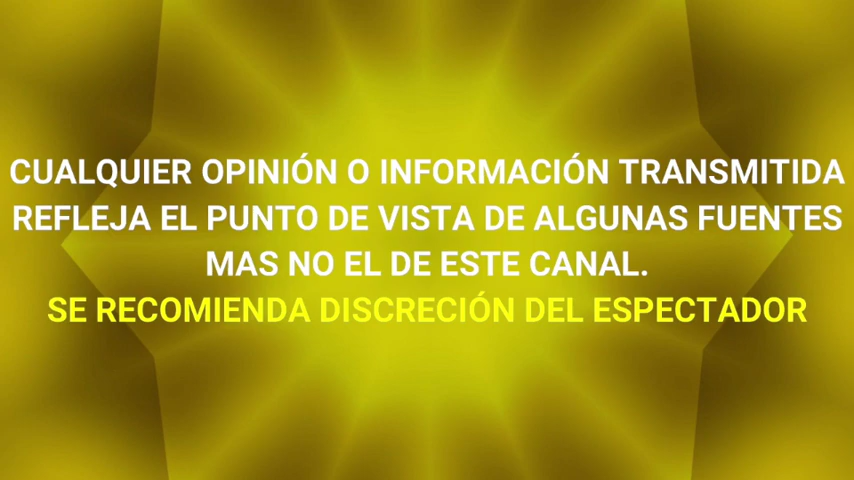 CUALQUIER OPINIÓN O INFORMACIÓN TRANSMITIDA
REFLEJA EL PUNTO DE VISTA DE ALGUNAS FUENTES
MAS NO EL DE ESTE CANAL.
SE RECOMIENDA DISCRECIÓN DEL ESPECTADOR